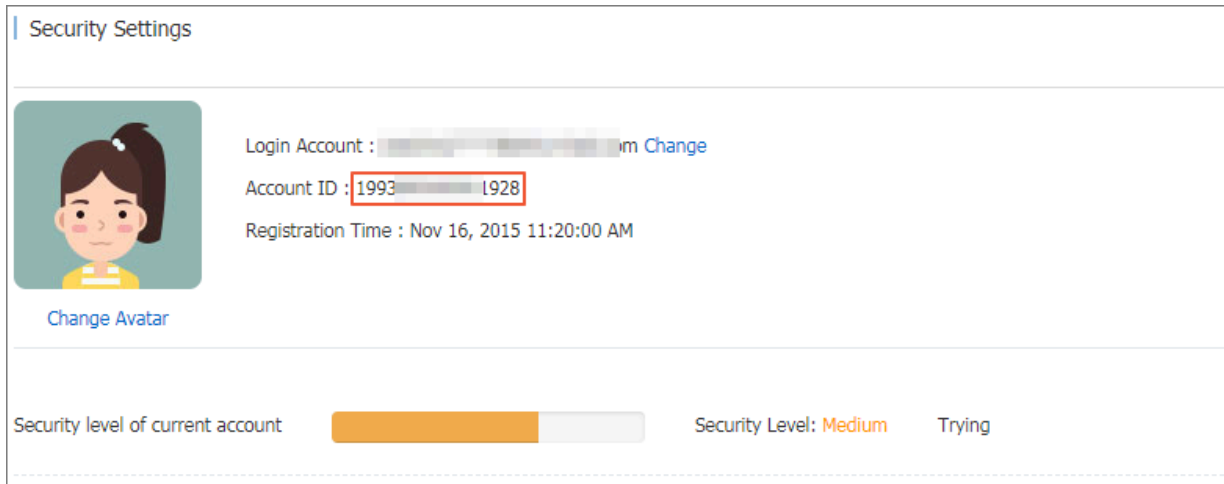 Security Settings
Login Account : om Change
Account ID : 1993 1928
Registration Time : Nov 16, 2015 11:20:00 AM
Change Avatar
Security level of current account Security Level: Medium Trying